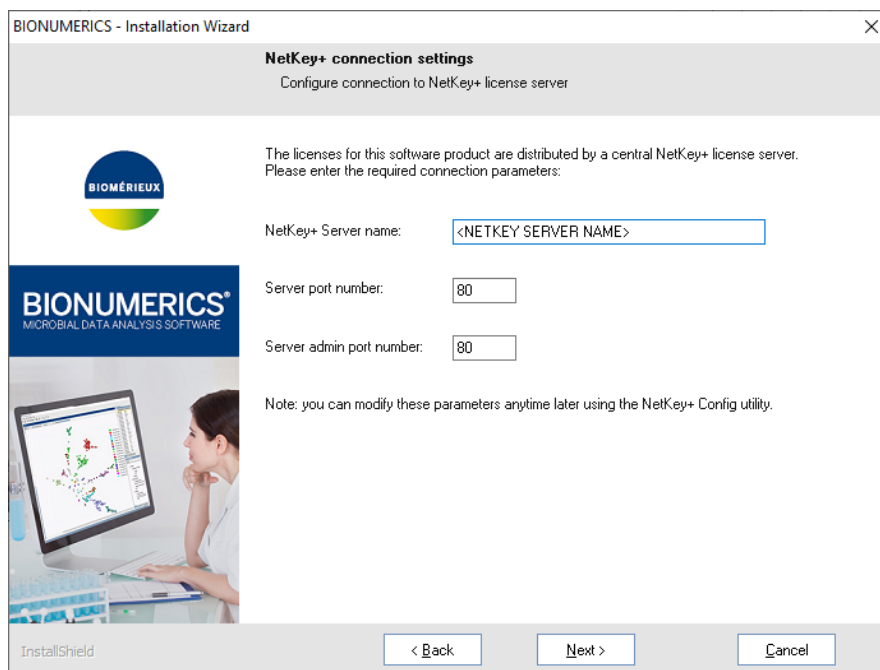 BIONUMERICS - Installation Wizard
NetKey+ connection settings
Configure connection to NetKey+ license server
The licenses for this software product are distributed by a central NetKey+ license server.
Please enter the required connection parameters:
BIOMÉRIEUX
NetKey+ Server name:
<NETKEY SERVER NAME>
Server port number:
80
BIONUMERICS®
MICROBIAL DATA ANALYSIS SOFTWARE
Server admin port number:
80
Note: you can modify these parameters anytime later using the NetKey+ Config utility.
InstallShield
< Back
Next >
Cancel